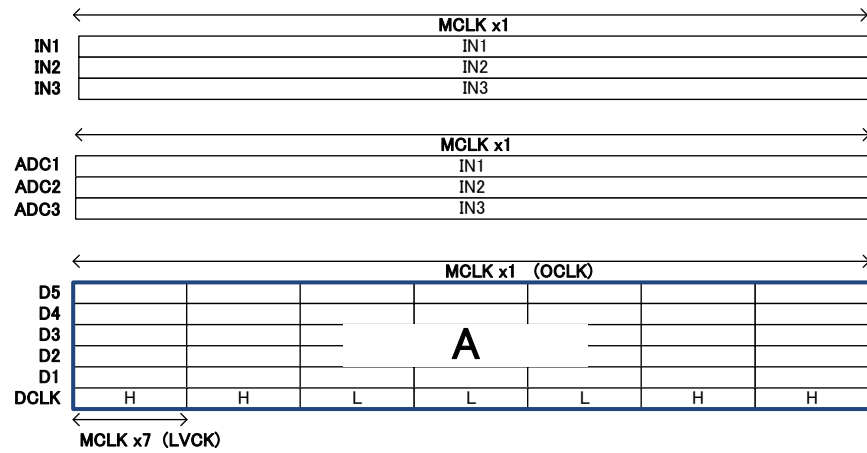 MCLK x1
IN1 IN1
IN2 IN2
IN3 IN3
MCLK x1
ADC1 IN1
ADC2 IN2
ADC3 IN3
MCLK x1 (OCLK)
D5
D4
D3
A
D2
D1
DCLK H H L L L H H
MCLK x7 (LVCK)